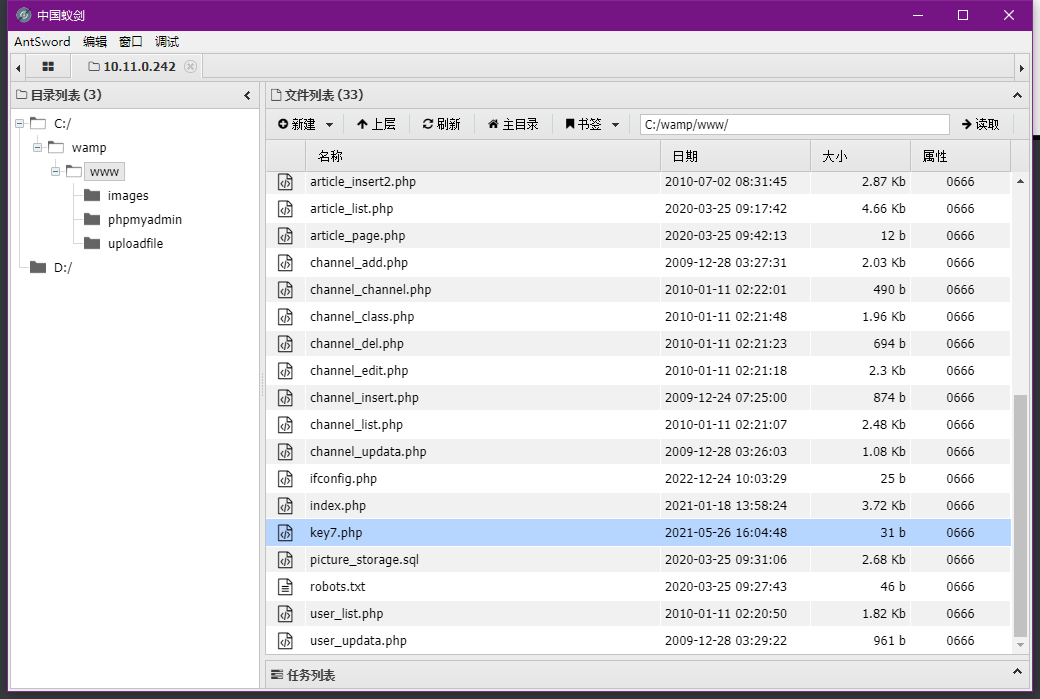 中国蚁剑
AntSword 编辑 窗口 调试
10.11.0.242
目录列表 (3)
C:/
wamp
www
images
phpmyadmin
uploadfile
D:/
文件列表 (33)
新建 上层 刷新 主目录 书签 C:/wamp/www/ 读取
名称 日期 大小 属性
article_insert2.php 2010-07-02 08:31:45 2.87 Kb 0666
article_list.php 2020-03-25 09:17:42 4.66 Kb 0666
article_page.php 2020-03-25 09:42:13 12 b 0666
channel_add.php 2009-12-28 03:27:31 2.03 Kb 0666
channel_channel.php 2010-01-11 02:22:01 490 b 0666
channel_class.php 2010-01-11 02:21:48 1.96 Kb 0666
channel_del.php 2010-01-11 02:21:23 694 b 0666
channel_edit.php 2010-01-11 02:21:18 2.3 Kb 0666
channel_insert.php 2009-12-24 07:25:00 874 b 0666
channel_list.php 2010-01-11 02:21:07 2.48 Kb 0666
channel_updata.php 2009-12-28 03:26:03 1.08 Kb 0666
ifconfig.php 2022-12-24 10:03:29 25 b 0666
index.php 2021-01-18 13:58:24 3.72 Kb 0666
key7.php 2021-05-26 16:04:48 31 b 0666
picture_storage.sql 2020-03-25 09:31:06 2.68 Kb 0666
robots.txt 2020-03-25 09:27:43 46 b 0666
user_list.php 2010-01-11 02:20:50 1.82 Kb 0666
user_updata.php 2009-12-28 03:29:22 961 b 0666
任务列表